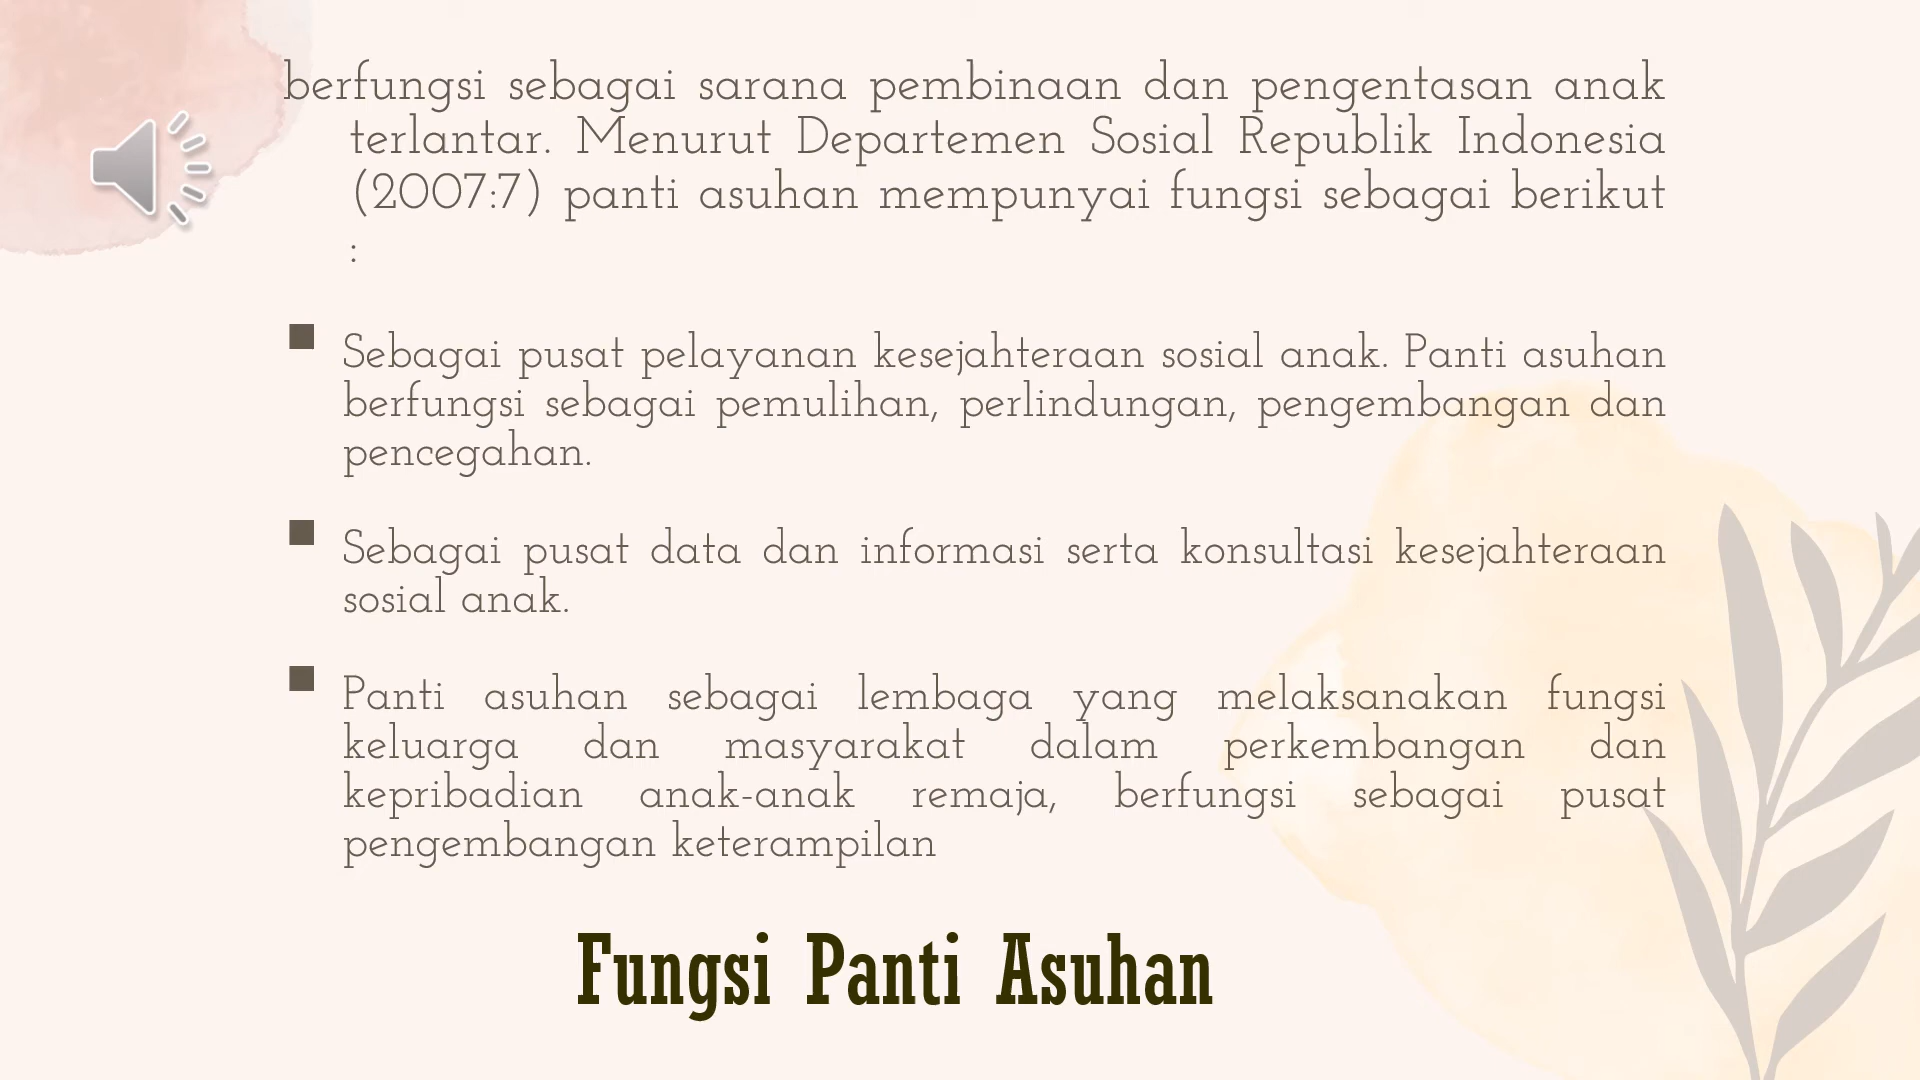 berfungsi sebagai sarana pembinaan dan pengentasan anak
terlantar. Menurut Departemen Sosial Republik Indonesia
(2007:7) panti asuhan mempunyai fungsi sebagai berikut
:
Sebagai pusat pelayanan kesejahteraan sosial anak. Panti asuhan
berfungsi sebagai pemulihan, perlindungan, pengembangan dan
pencegahan.
Sebagai pusat data dan informasi serta konsultasi kesejahteraan
sosial anak.
Panti asuhan sebagai lembaga yang melaksanakan fungsi
keluarga dan masyarakat dalam perkembangan dan
kepribadian anak-anak remaja, berfungsi sebagai pusat
pengembangan keterampilan
Fungsi Panti Asuhan